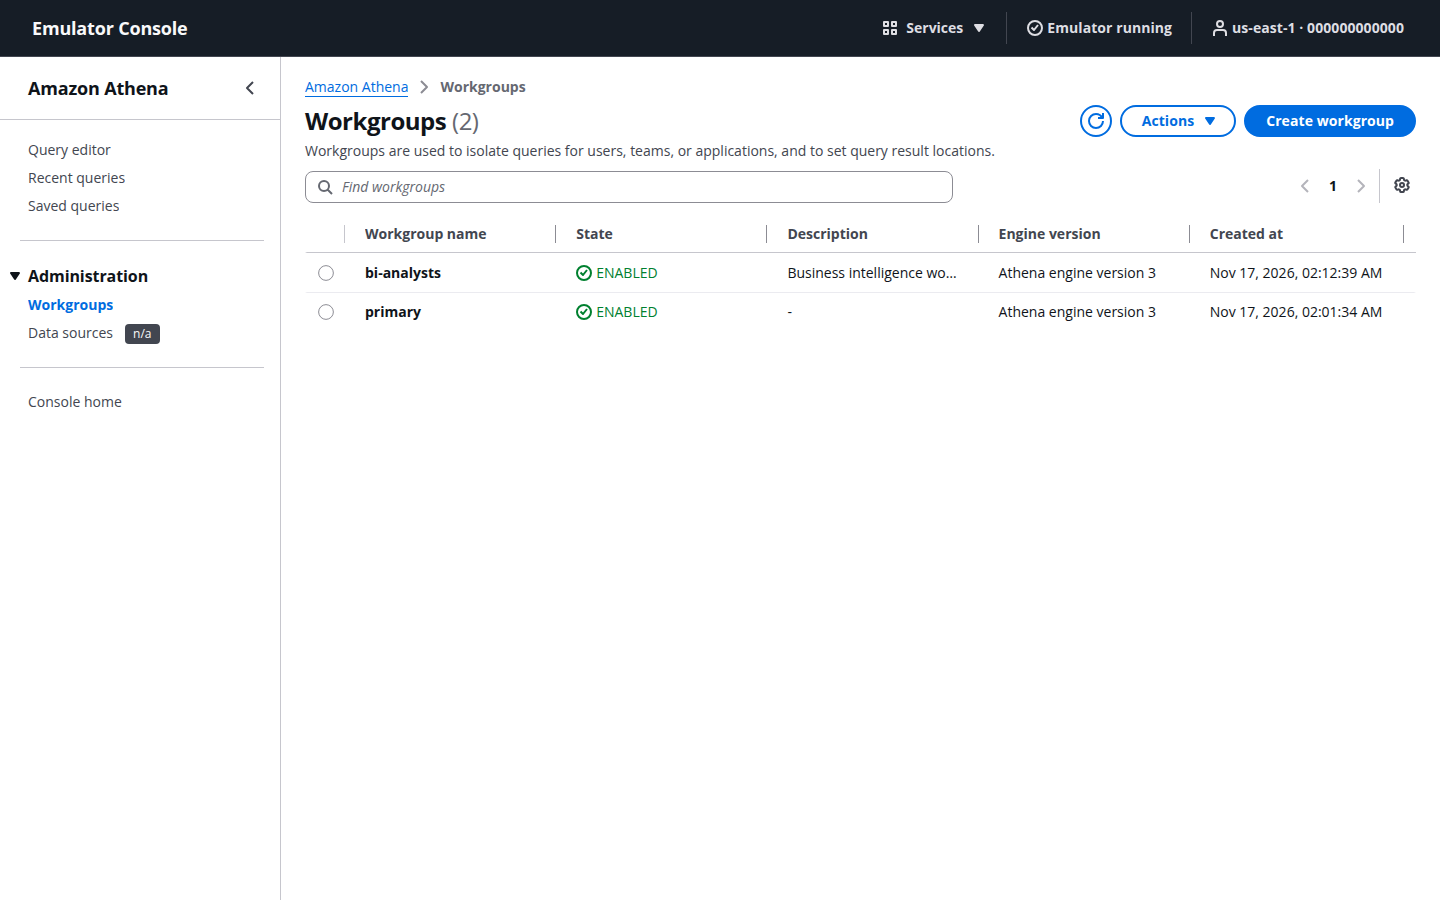 Emulator Console
Services
Emulator running
us-east-1 · 000000000000
Amazon Athena
Query editor
Recent queries
Saved queries
Administration
Workgroups
Data sources n/a
Console home
Amazon Athena > Workgroups
Workgroups (2)
Actions
Create workgroup
Workgroups are used to isolate queries for users, teams, or applications, and to set query result locations.
Find workgroups
1
Workgroup name State Description Engine version Created at
bi-analysts ENABLED Business intelligence wo... Athena engine version 3 Nov 17, 2026, 02:12:39 AM
primary ENABLED - Athena engine version 3 Nov 17, 2026, 02:01:34 AM